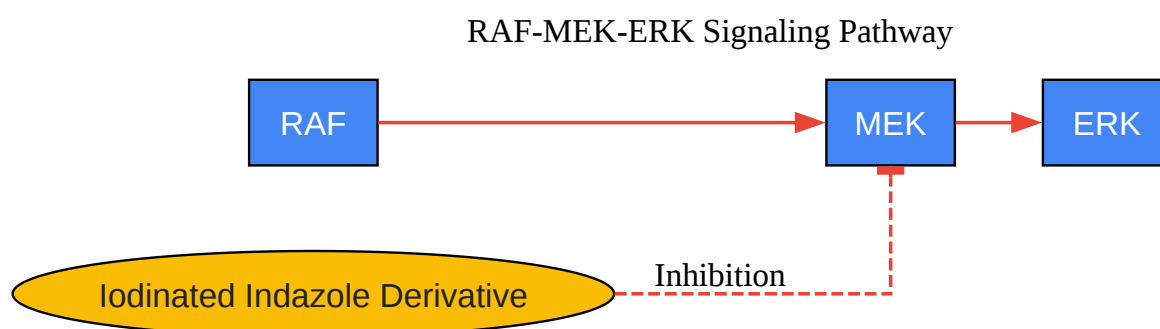 RAF-MEK-ERK Signaling Pathway
RAF
MEK
ERK
Inhibition
Iodinated Indazole Derivative